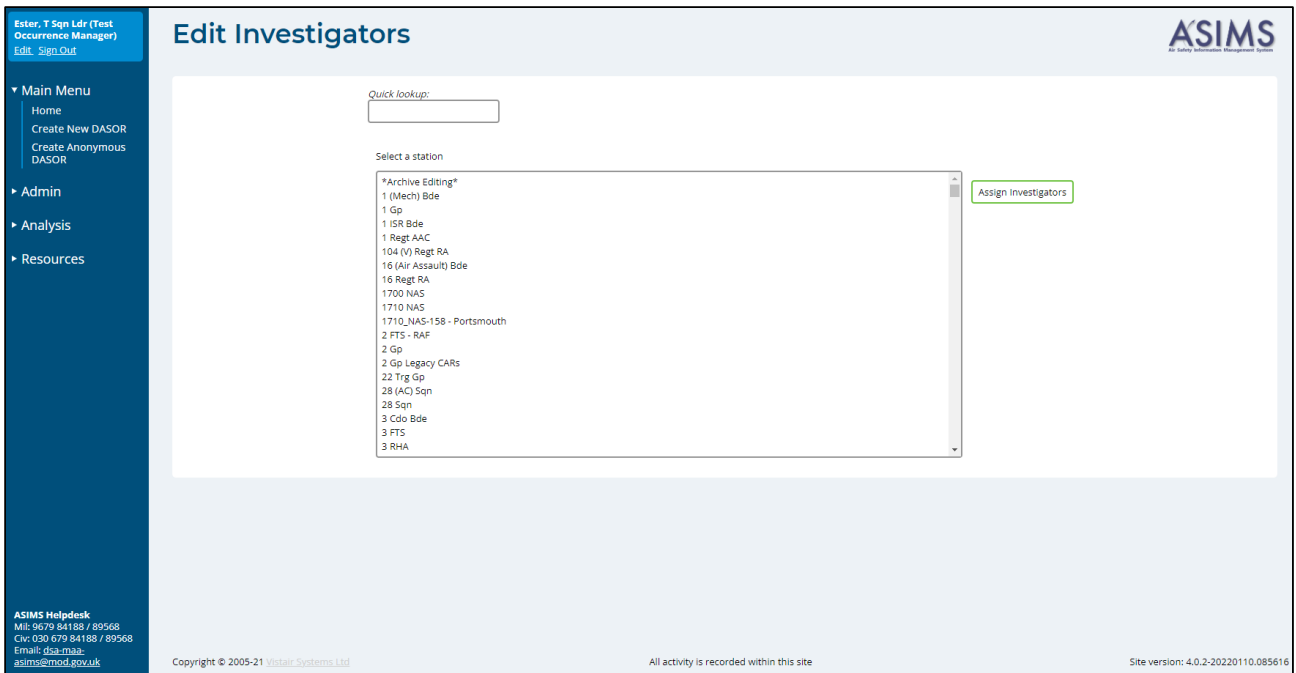 Ester, T Sqn Ldr (Test
Occurrence Manager)
Edit Sign Out
Main Menu
Home
Create New DASOR
Create Anonymous
DASOR
Admin
Analysis
Resources
ASIMS Helpdesk
Mil: 9679 84188 / 89568
Civ: 030 679 84188 / 89568
Email: dsa-maa-
asims@mod.gov.uk
Edit Investigators
ASIMS
Air Safety Information Management System
Quick lookup:
Select a station
*Archive Editing*
1 (Mech) Bde
1 Gp
1 ISR Bde
1 Regt AAC
104 (V) Regt RA
16 (Air Assault) Bde
16 Regt RA
1700 NAS
1710 NAS
1710_NAS-158 - Portsmouth
2 FTS - RAF
2 Gp
2 Gp Legacy CARs
22 Trg Gp
28 (AC) Sqn
28 Sqn
3 Cdo Bde
3 FTS
3 RHA
Assign Investigators
Copyright © 2005-21 Vistair Systems Ltd
All activity is recorded within this site
Site version: 4.0.2-20220110.085616